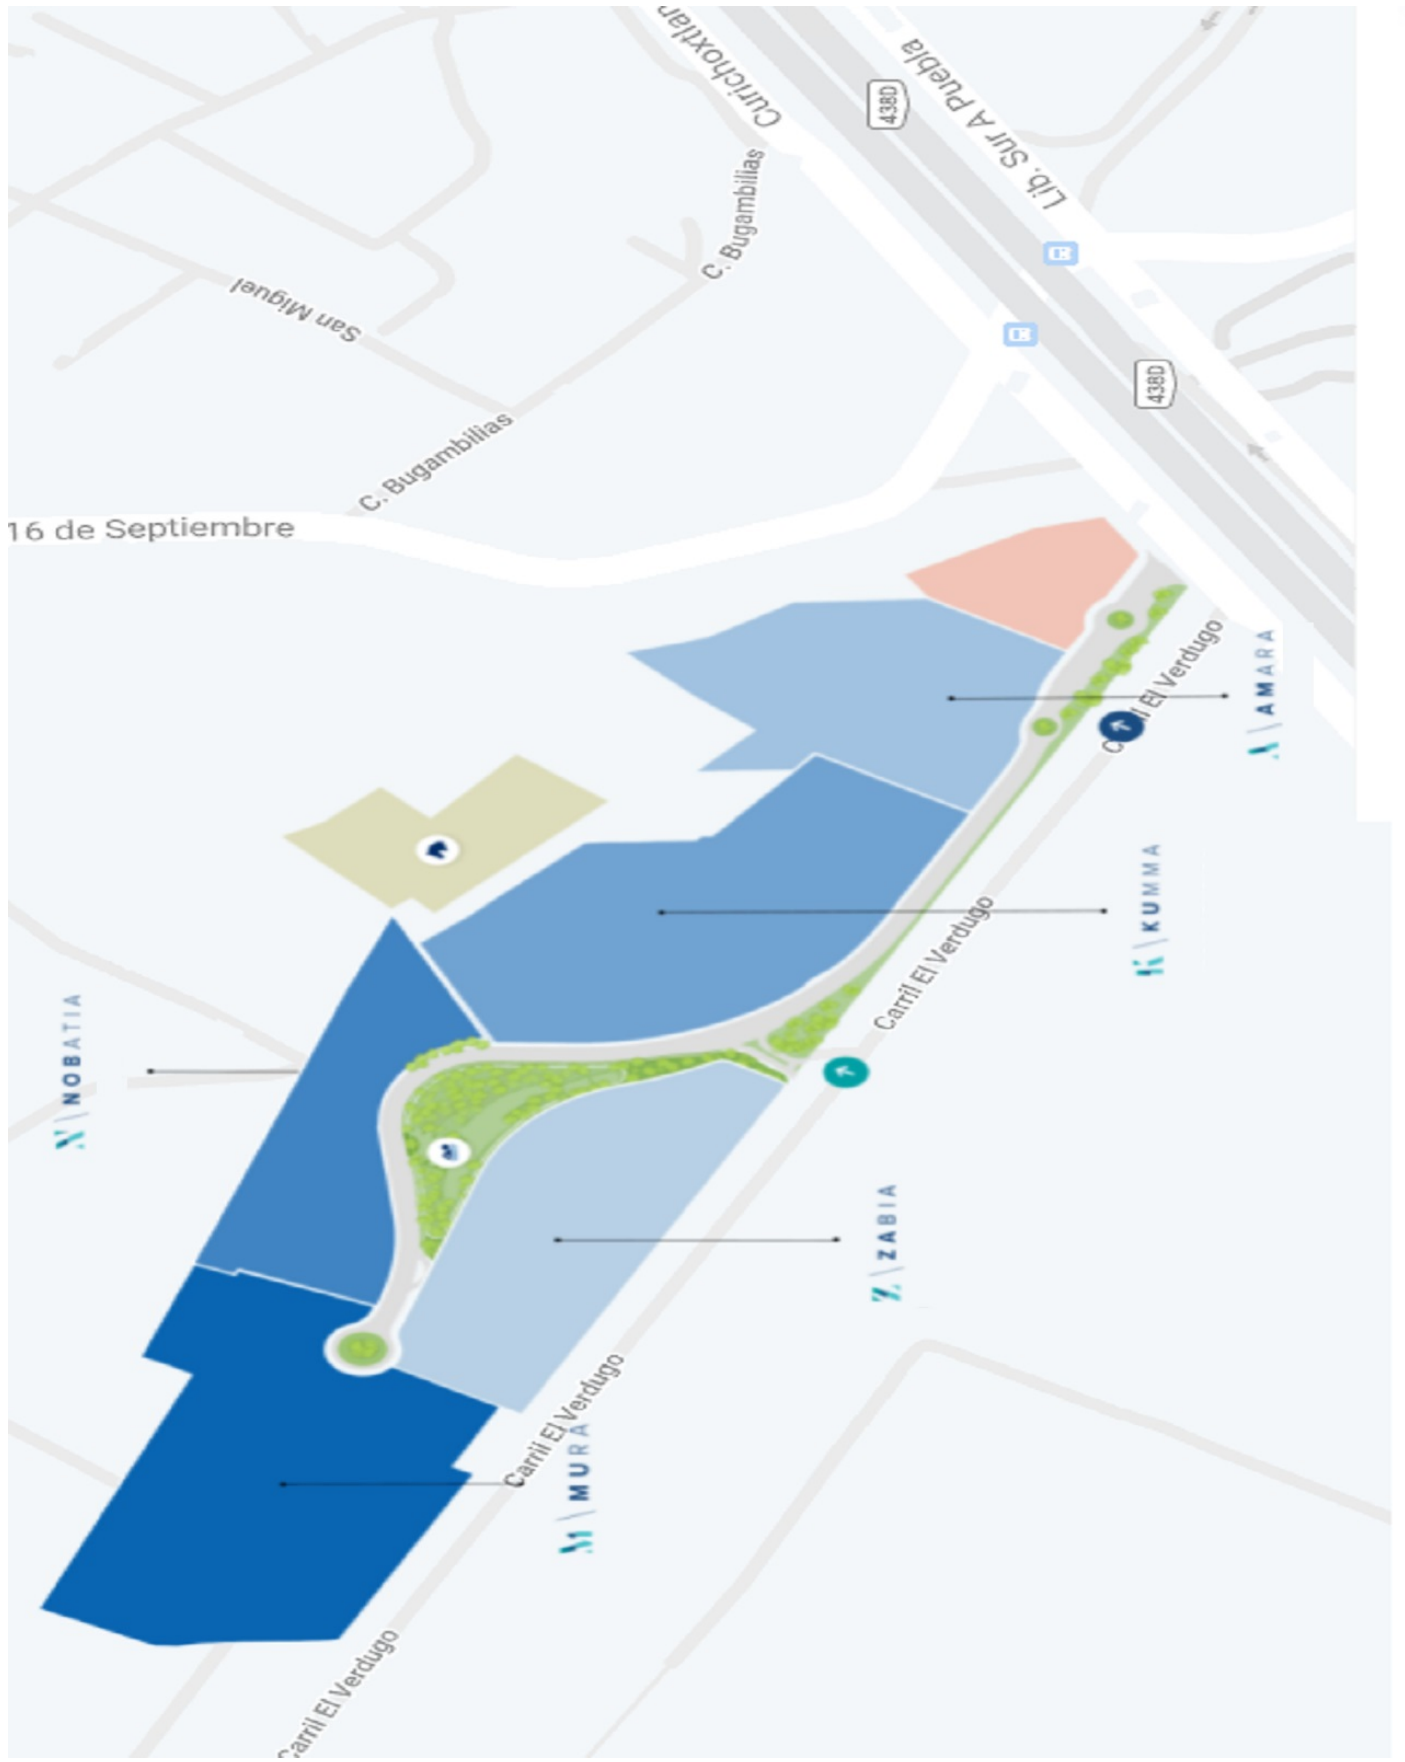 Curichoxtlan
438D
Lib. Sur A Puebla
C. Bugambilias
San Miguel
438D
C. Bugambilias
16 de Septiembre
Carril El Verdugo
AMARA
KUMMA
Carril El Verdugo
NOBATIA
ZABIA
Carril El Verdugo
MURA
Carril El Verdugo